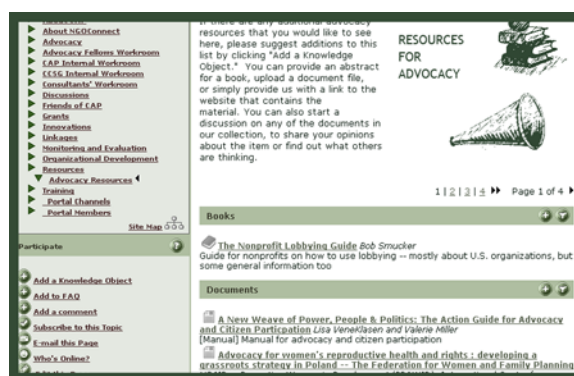 About NGOConnect
Advocacy
Advocacy Fellows Workroom
CAP Internal Workroom
CCSG Internal Workroom
Consultants' Workroom
Discussions
Friends of CAP
Grants
Innovations
Linkages
Monitoring and Evaluation
Organizational Development
Resources
Advocacy Resources
Training
Portal Channels
Portal Members
Site Map
Participate
Add a Knowledge Object
Add to FAQ
Add a comment
Subscribe to this Topic
E-mail this Page
Who's Online?
If there are any additional advocacy
resources that you would like to see
here, please suggest additions to this
list by clicking "Add a Knowledge
Object." You can provide an abstract
for a book, upload a document file,
or simply provide us with a link to the
website that contains the
material. You can also start a
discussion on any of the documents in
our collection, to share your opinions
about the item or find out what others
are thinking.
RESOURCES
FOR
ADVOCACY
1 | 2 | 3 | 4 Page 1 of 4
Books
The Nonprofit Lobbying Guide Bob Smucker
Guide for nonprofits on how to use lobbying -- mostly about U.S. organizations, but
some general information too
Documents
A New Weave of Power, People & Politics: The Action Guide for Advocacy
and Citizen Particpation Lisa VeneKlasen and Valerie Miller
[Manual] Manual for advocacy and citizen participation
Advocacy for women's reproductive health and rights : developing a
grassroots strategy in Poland -- The Federation for Women and Family Planning